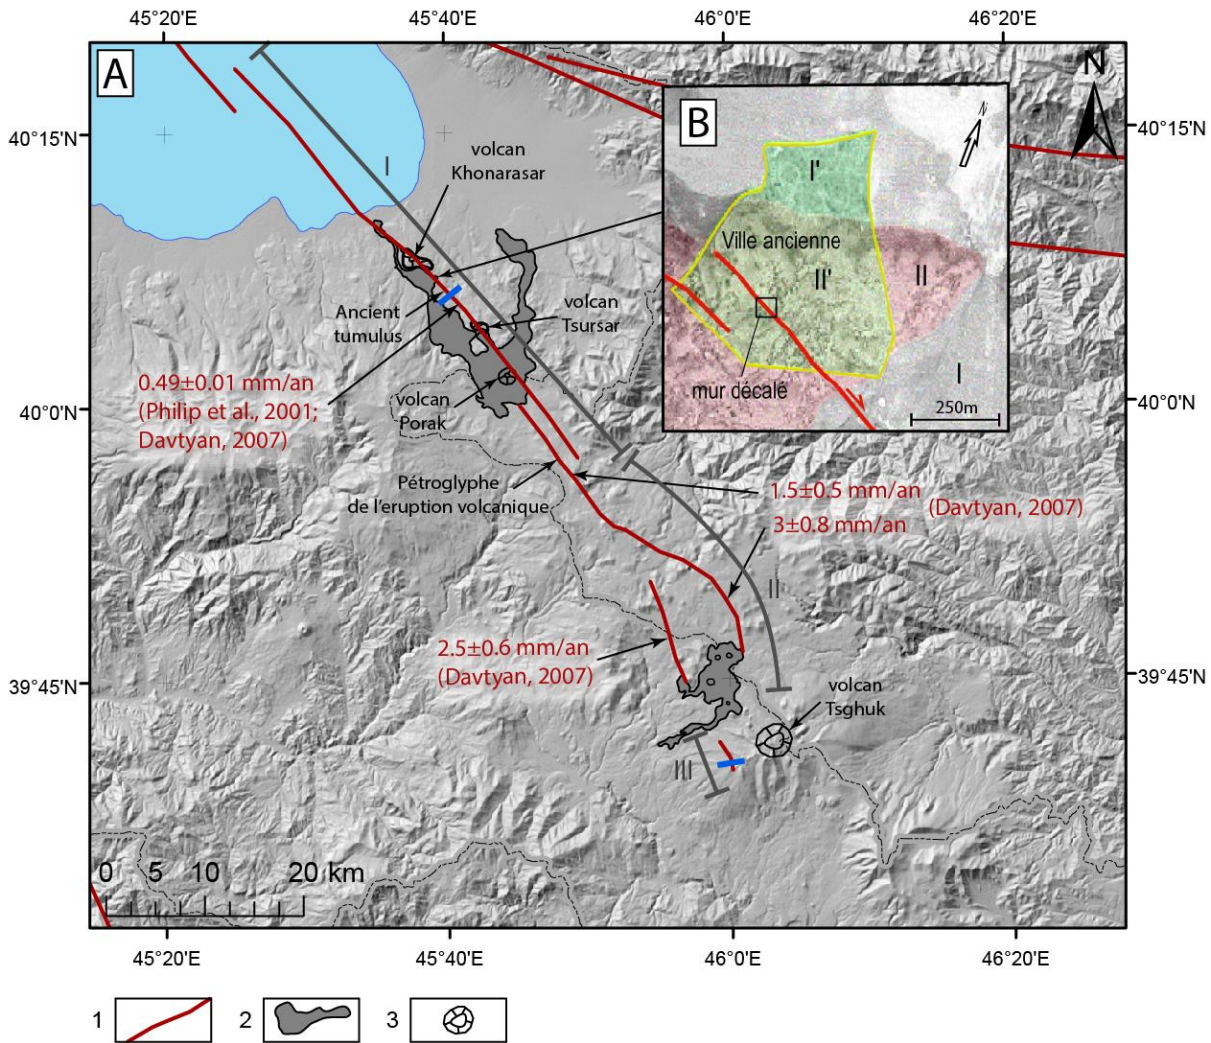 45°20'E
45°40'E
46°0'E
46°20'E
A
N
B
40°15'N
40°15'N
I
volcan
Khonarasar
N
I'
Ville ancienne
II'
II
I
mur décalé
250m
Ancient
tumulus
volcan
Tsursar
0.49±0.01 mm/an
(Philip et al., 2001;
Davtyan, 2007)
volcan
Porak
40°0'N
40°0'N
Pétroglyphe
de l'eruption volcanique
1.5±0.5 mm/an
3±0.8 mm/an
(Davtyan, 2007)
II
2.5±0.6 mm/an
(Davtyan, 2007)
39°45'N
39°45'N
volcan
Tsghuk
III
0 5 10 20 km
45°20'E
45°40'E
46°0'E
46°20'E
1
2
3